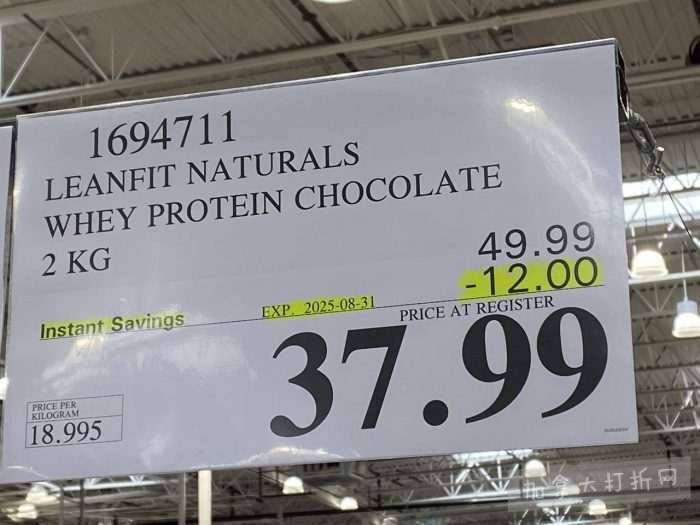 1694711
LEANFIT NATURALS
WHEY PROTEIN CHOCOLATE
2 KG
49.99
-12.00
Instant Savings
EXP. 2025-08-31
PRICE AT REGISTER
37.99
PRICE PER
KILOGRAM
18.995
加拿大打折网